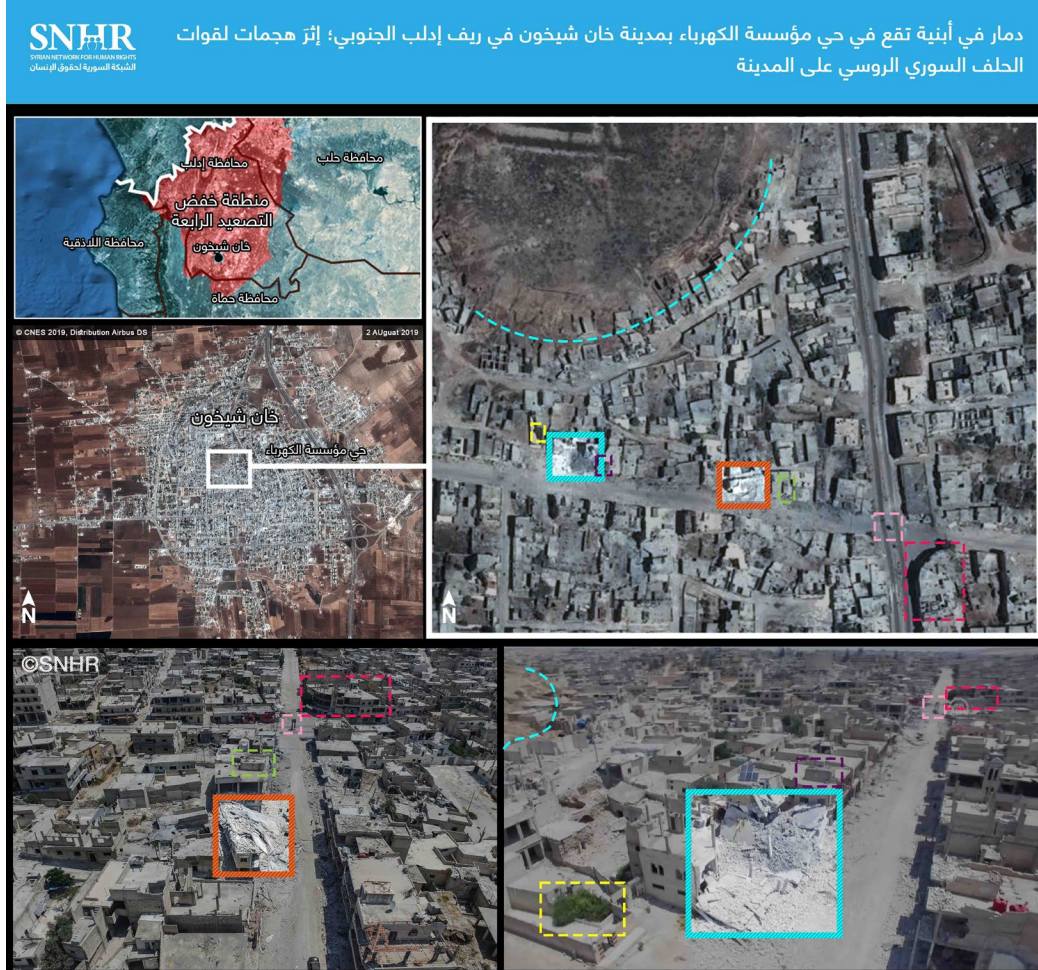 SNHR
SYRIAN NETWORK FOR HUMAN RIGHTS
الشبكة السورية لحقوق الإنسان
دمار في أبنية تقع في حي مؤسسة الكهرباء بمدينة خان شيخون في ريف إدلب الجنوبي؛ إثرَ هجمات لقوات
الحلف السوري الروسي على المدينة
محافظة إدلب
محافظة حلب
منطقة خفض
التصعيد الرابعة
محافظة اللاذقية
خان شيخون
محافظة حماة
© CNES 2019, Distribution Airbus DS
2 AUguat 2019
خان شيخون
حي مؤسسة الكهرباء
N
N
©SNHR